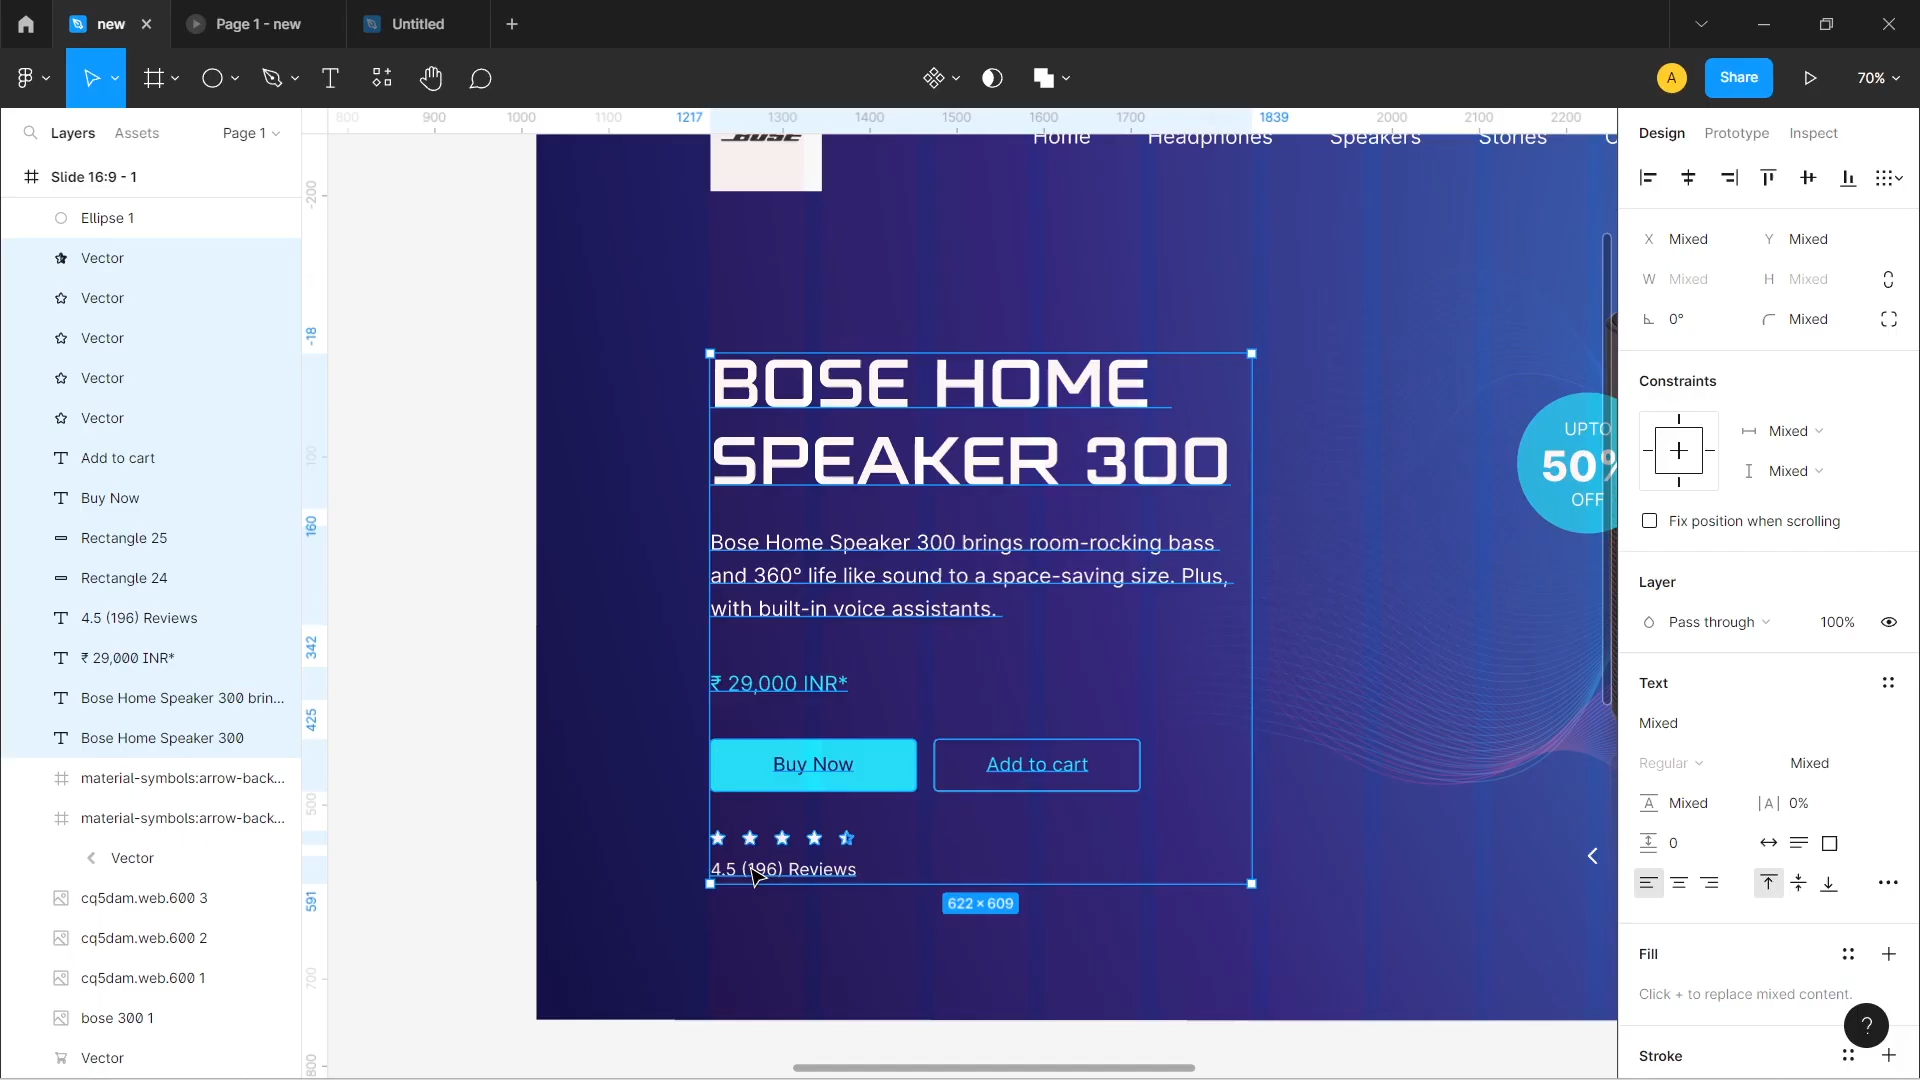 new
Page 1 - new
Untitled
A
Share
70%
Layers
Assets
Page 1
Slide 16:9 - 1
Ellipse 1
Vector
Vector
Vector
Vector
Vector
Add to cart
Buy Now
Rectangle 25
Rectangle 24
4.5 (196) Reviews
₹ 29,000 INR*
Bose Home Speaker 300 brin...
Bose Home Speaker 300
material-symbols:arrow-back...
material-symbols:arrow-back...
Vector
cq5dam.web.600 3
cq5dam.web.600 2
cq5dam.web.600 1
bose 300 1
Vector
800
900
1000
1100
1217
1300
1400
1500
1600
1700
1839
2000
2100
2200
-200
-18
100
160
342
425
500
591
700
800
BOSE
Home
Headphones
Speakers
Stories
C
BOSE HOME
SPEAKER 300
Bose Home Speaker 300 brings room-rocking bass
and 360° life like sound to a space-saving size. Plus,
with built-in voice assistants.
₹ 29,000 INR*
Buy Now
Add to cart
4.5 (196) Reviews
622 × 609
UPTO
50%
OFF
Design
Prototype
Inspect
X Mixed
Y Mixed
W Mixed
H Mixed
0°
Mixed
Constraints
Mixed
Mixed
Fix position when scrolling
Layer
Pass through
100%
Text
Mixed
Regular
Mixed
Mixed
|A| 0%
0
Fill
Click + to replace mixed content.
?
Stroke